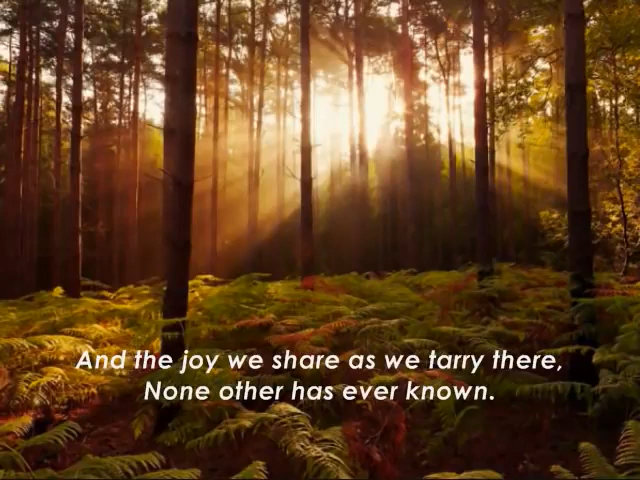 And the joy we share as we tarry there,
None other has ever known.